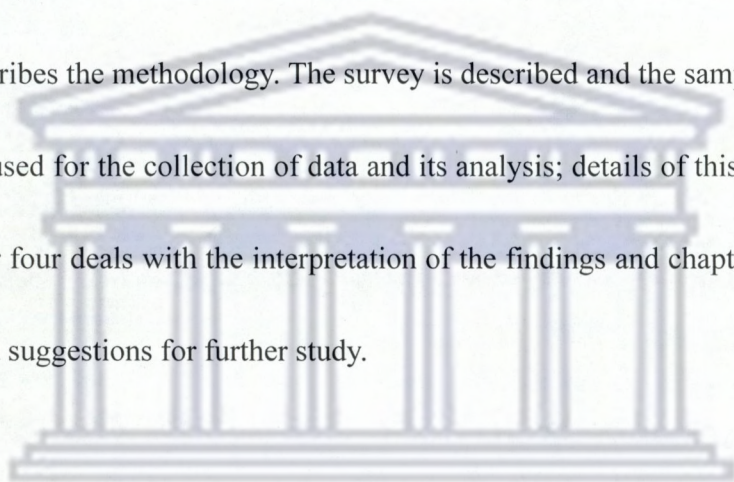 ribes the methodology. The survey is described and the sam
used for the collection of data and its analysis; details of this
four deals with the interpretation of the findings and chapt
suggestions for further study.